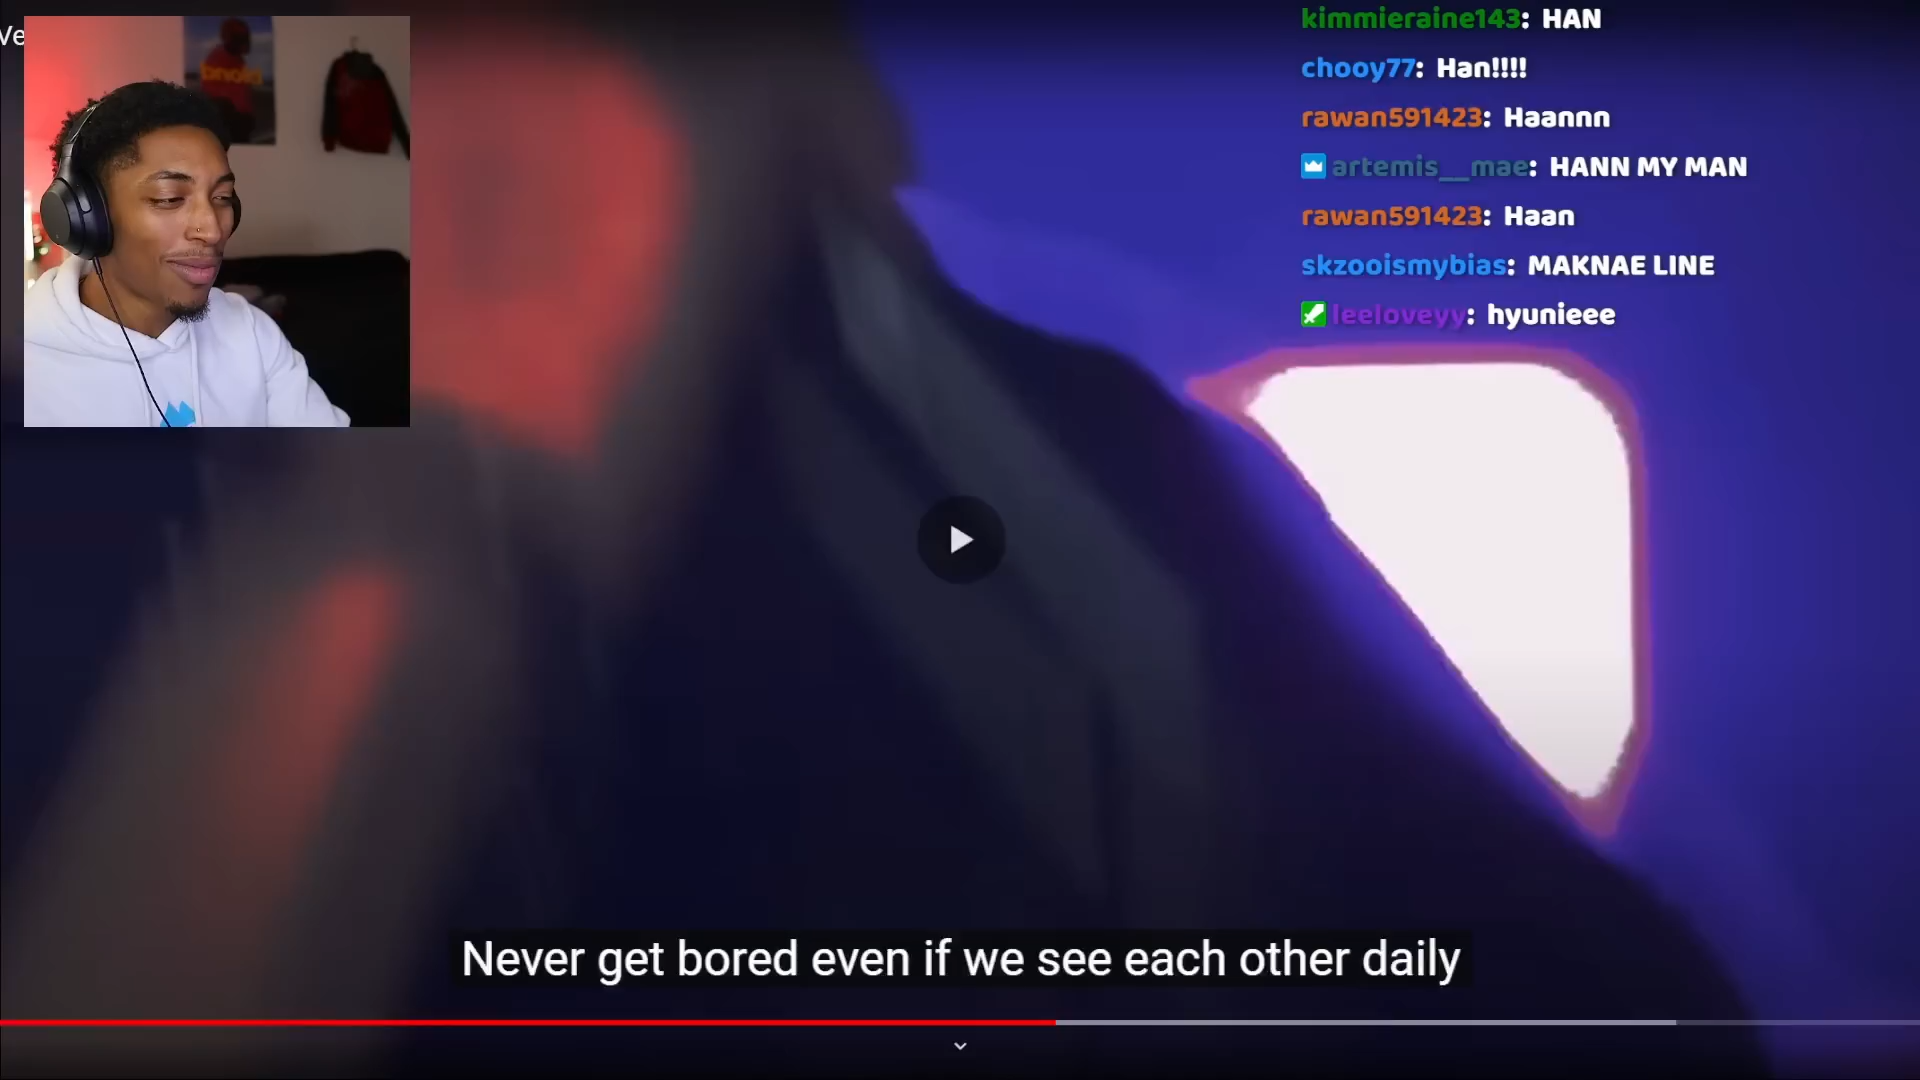 Ve
kimmieraine143: HAN
chooy77: Han!!!!
rawan591423: Haannn
artemis__mae: HANN MY MAN
rawan591423: Haan
skzooismybias: MAKNAE LINE
leeloveyy: hyunieee
Never get bored even if we see each other daily